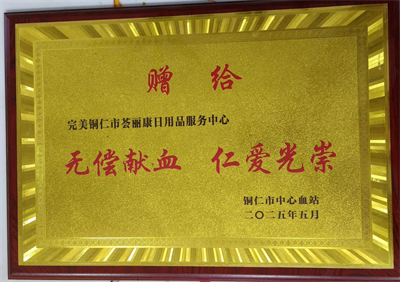 赠给
完美铜仁市荟丽康日用品服务中心
无偿献血 仁爱光崇
铜仁市中心血站
二〇二五年五月